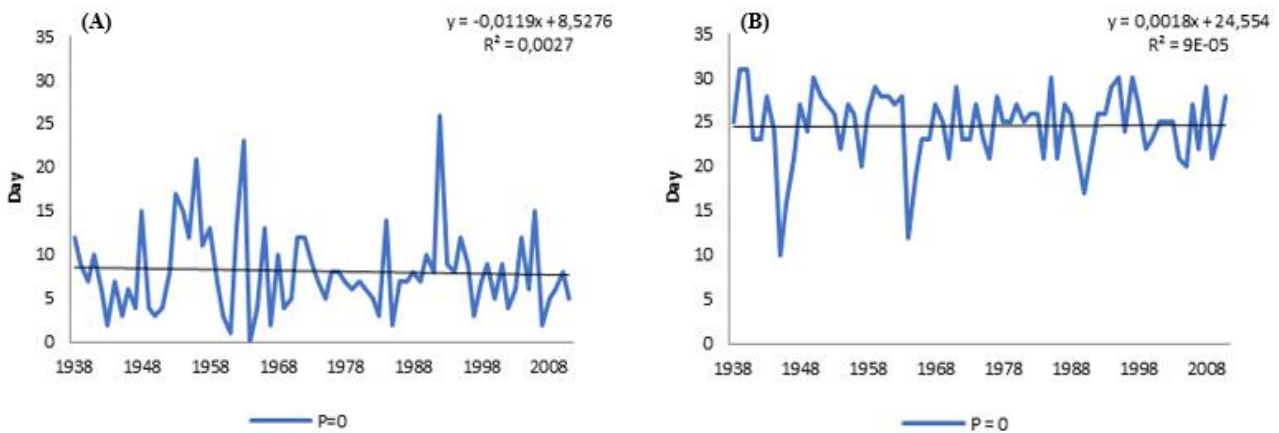 (A)
y = -0,0119x + 8,5276
R² = 0,0027
35
30
25
20
15
10
5
0
Day
1938 1948 1958 1968 1978 1988 1998 2008
P=0
(B)
y = 0,0018x + 24,554
R² = 9E-05
35
30
25
20
15
10
5
0
Day
1938 1948 1958 1968 1978 1988 1998 2008
P = 0